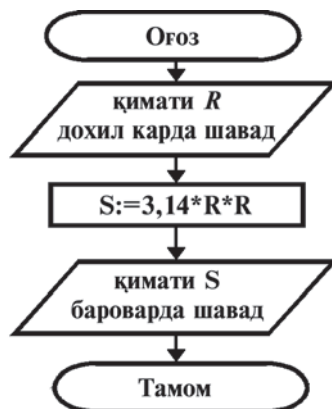 Оғоз
қимати R
дохил карда шавад
S:=3,14*R*R
қимати S
бароварда шавад
Тамом